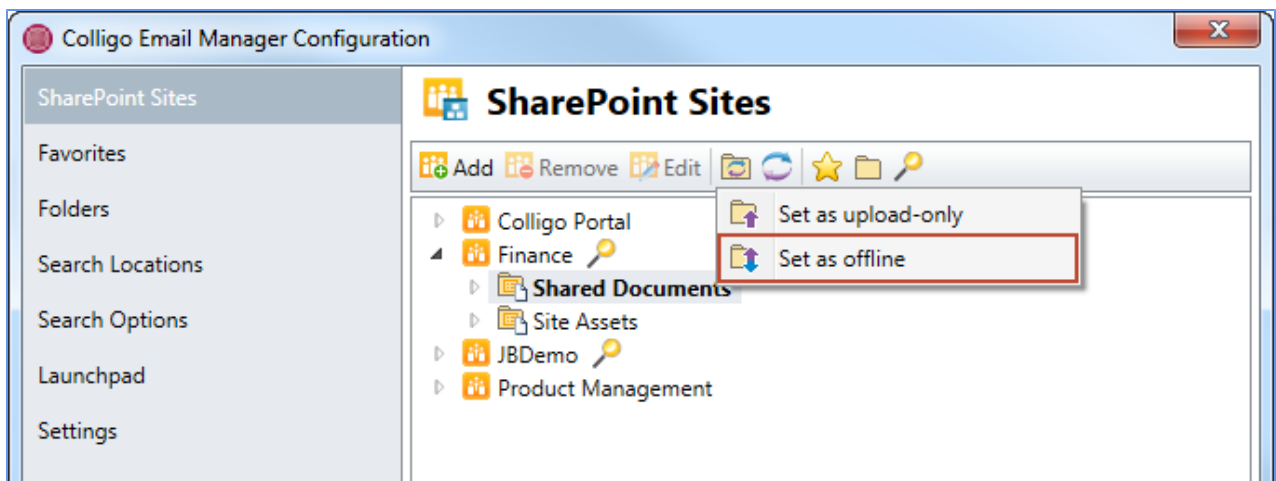 Colligo Email Manager Configuration
SharePoint Sites
Favorites
Folders
Search Locations
Search Options
Launchpad
Settings
SharePoint Sites
Add Remove Edit
Set as upload-only
Set as offline
Colligo Portal
Finance
Shared Documents
Site Assets
JBDemo
Product Management